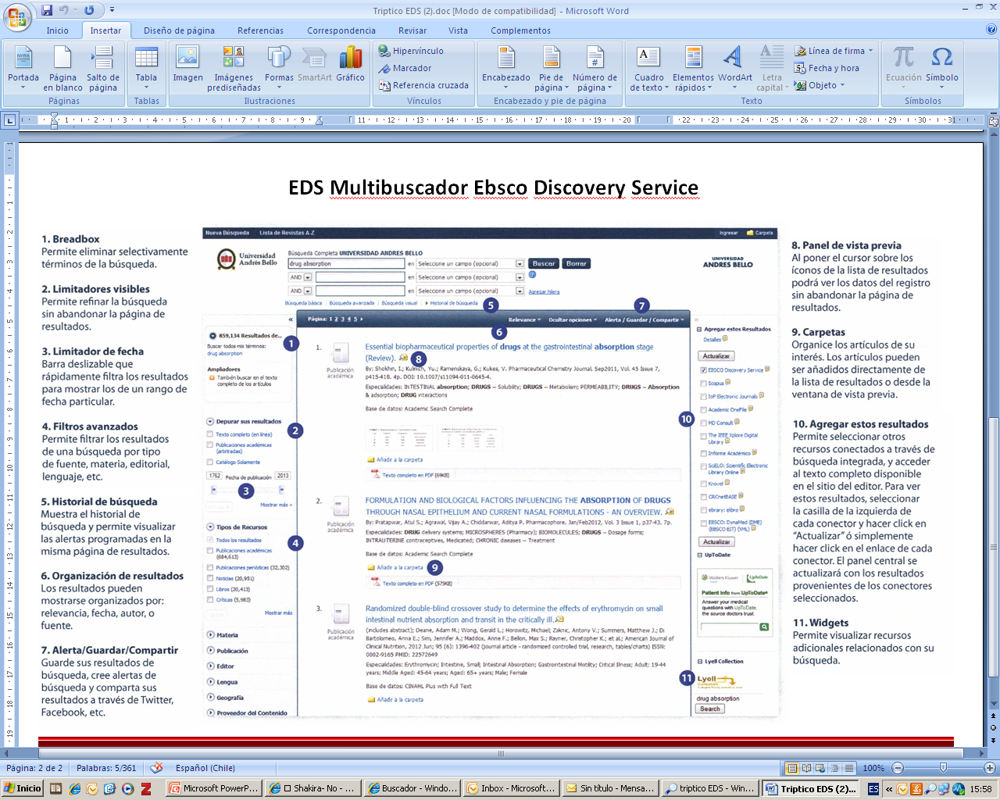 Triptico EDS (2).doc [Modo de compatibilidad] - Microsoft Word
Inicio Insertar Diseño de página Referencias Correspondencia Revisar Vista Complementos
Portada Página en blanco Salto de página
Páginas
Tabla
Tablas
Imagen Imágenes prediseñadas Formas SmartArt Gráfico
Ilustraciones
Hipervínculo
Marcador
Referencia cruzada
Vínculos
Encabezado Pie de página Número de página
Encabezado y pie de página
Cuadro de texto Elementos rápidos WordArt Letra capital
Línea de firma
Fecha y hora
Objeto
Texto
Ecuación Símbolo
Símbolos
EDS Multibuscador Ebsco Discovery Service
1. Breadbox
Permite eliminar selectivamente
términos de la búsqueda.
2. Limitadores visibles
Permite refinar la búsqueda
sin abandonar la página de
resultados.
3. Limitador de fecha
Barra deslizable que
rápidamente filtra los resultados
para mostrar los de un rango de
fecha particular.
4. Filtros avanzados
Permite filtrar los resultados
de una búsqueda por tipo
de fuente, materia, editorial,
lenguaje, etc.
5. Historial de búsqueda
Muestra el historial de
búsqueda y permite visualizar
las alertas programadas en la
misma página de resultados.
6. Organización de resultados
Los resultados pueden
mostrarse organizados por:
relevancia, fecha, autor, o
fuente.
7. Alerta/Guardar/Compartir
Guarde sus resultados de
búsqueda, cree alertas de
búsqueda y comparta sus
resultados a través de Twitter,
Facebook, etc.
Nueva Búsqueda Lista de Revistas A-Z Ingresar Carpeta
Universidad
Andrés Bello
Búsqueda Completa UNIVERSIDAD ANDRES BELLO
drug absorption en Seleccione un campo (opcional) Buscar Borrar
AND en Seleccione un campo (opcional)
AND en Seleccione un campo (opcional) Agregar hilera
Búsqueda básica Búsqueda avanzada Búsqueda visual Historial de búsqueda
UNIVERSIDAD
ANDRES BELLO
5
7
Página: 1 2 3 4 5
Relevance Ocultar opciones Alerta / Guardar / Compartir
6
859,134 Resultados de...
1
Buscar todos mis términos:
drug absorption
Ampliadores
También buscar en el texto
completo de los artículos
Depurar sus resultados
2
Texto completo (en línea)
Publicaciones académicas
(arbitradas)
Catálogo Solamente
1762 Fecha de publicación 2013
3
Mostrar más
Tipos de Recursos
4
Todos los resultados
Publicaciones académicas
(684,613)
Publicaciones periódicas (32,302)
Noticias (20,951)
Libros (20,413)
Críticas (5,983)
Mostrar más
Materia
Publicación
Editor
Lengua
Geografía
Proveedor del Contenido
1.
Publicación
académica
Essential biopharmaceutical properties of drugs at the gastrointestinal absorption stage
(Review). 8
By: Shokhin, I.; Kulinich, Yu.; Ramenskaya, G.; Kukes, V. Pharmaceutical Chemistry Journal. Sep2011, Vol. 45 Issue 7,
p415-418. 4p. DOI: 10.1007/s11094-011-0645-4.
Especialidades: INTESTINAL absorption; DRUGS -- Solubility; DRUGS -- Metabolism; PERMEABILITY; DRUGS -- Absorption
& adsorption; DRUG interactions
Base de datos: Academic Search Complete
Añadir a la carpeta
Texto completo en PDF (69KB)
2.
Publicación
académica
FORMULATION AND BIOLOGICAL FACTORS INFLUENCING THE ABSORPTION OF DRUGS
THROUGH NASAL EPITHELIUM AND CURRENT NASAL FORMULATIONS - AN OVERVIEW.
By: Pratapwar, Atul S.; Agrawal, Vijay A.; Chiddarwar, Aditya P. Pharmacophore. Jan/Feb2012, Vol. 3 Issue 1, p37-43. 7p.
Especialidades: DRUG delivery systems; MICROSPHERES (Pharmacy); BIOMOLECULES; DRUGS -- Dosage forms;
INTRAUTERINE contraceptives, Medicated; CHRONIC diseases -- Treatment
Base de datos: Academic Search Complete
Añadir a la carpeta 9
Texto completo en PDF (575KB)
3.
Publicación
académica
Randomized double-blind crossover study to determine the effects of erythromycin on small
intestinal nutrient absorption and transit in the critically ill.
(includes abstract); Deane, Adam M.; Wong, Gerald L.; Horowitz, Michael; Zaknic, Antony V.; Summers, Matthew J.; Di
Bartolomeo, Anna E.; Sim, Jennifer A.; Maddox, Anne F.; Bellon, Max S.; Rayner, Christopher K.; et al.; American Journal of
Clinical Nutrition, 2012 Jun; 95 (6): 1396-402 (journal article - randomized controlled trial, research, tables/charts) ISSN:
0002-9165 PMID: 22572649
Especialidades: Erythromycin; Intestine, Small; Intestinal Absorption; Gastrointestinal Motility; Critical Illness; Adult: 19-44
years; Middle Aged: 45-64 years; Aged: 65+ years; Male; Female
Base de datos: CINAHL Plus with Full Text
Añadir a la carpeta
Agregar estos Resultados
Detalles
Actualizar
EBSCO Discovery Service
Scopus
IoP Electronic Journals
10
Academic OneFile
MD Consult
The IEEE Xplore Digital
Library
Informe Académico
SciELO: Scientific Electronic
Library Online
Knovel
CRCnetBASE
ebrary: elibro
EBSCO: DynaMed (DME)
(EBSCO EIT) (XML)
Actualizar
UpToDate
Wolters Kluwer UpToDate
Patient Info from UpToDate
Answer your medical
questions with UpToDate,
the source doctors trust.
Lyell Collection
11
Lyell
drug absorption
Search
8. Panel de vista previa
Al poner el cursor sobre los
íconos de la lista de resultados
podrá ver los datos del registro
sin abandonar la página de
resultados.
9. Carpetas
Organice los artículos de su
interés. Los artículos pueden
ser añadidos directamente de
la lista de resultados o desde la
ventana de vista previa.
10. Agregar estos resultados
Permite seleccionar otros
recursos conectados a través de
búsqueda integrada, y acceder
al texto completo disponible
en el sitio del editor. Para ver
estos resultados, seleccionar
la casilla de la izquierda de
cada conector y hacer click en
“Actualizar” ó simplemente
hacer click en el enlace de cada
conector. El panel central se
actualizará con los resultados
provenientes de los conectores
seleccionados.
11. Widgets
Permite visualizar recursos
adicionales relacionados con su
búsqueda.
Página: 2 de 2 Palabras: 5/361 Español (Chile) 100%
Inicio Microsoft PowerP... Shakira- No - ... Buscador - Windo... Inbox - Microsoft... Sin título - Mensa... triptico EDS - Win... Triptico EDS (2)... ES 15:58